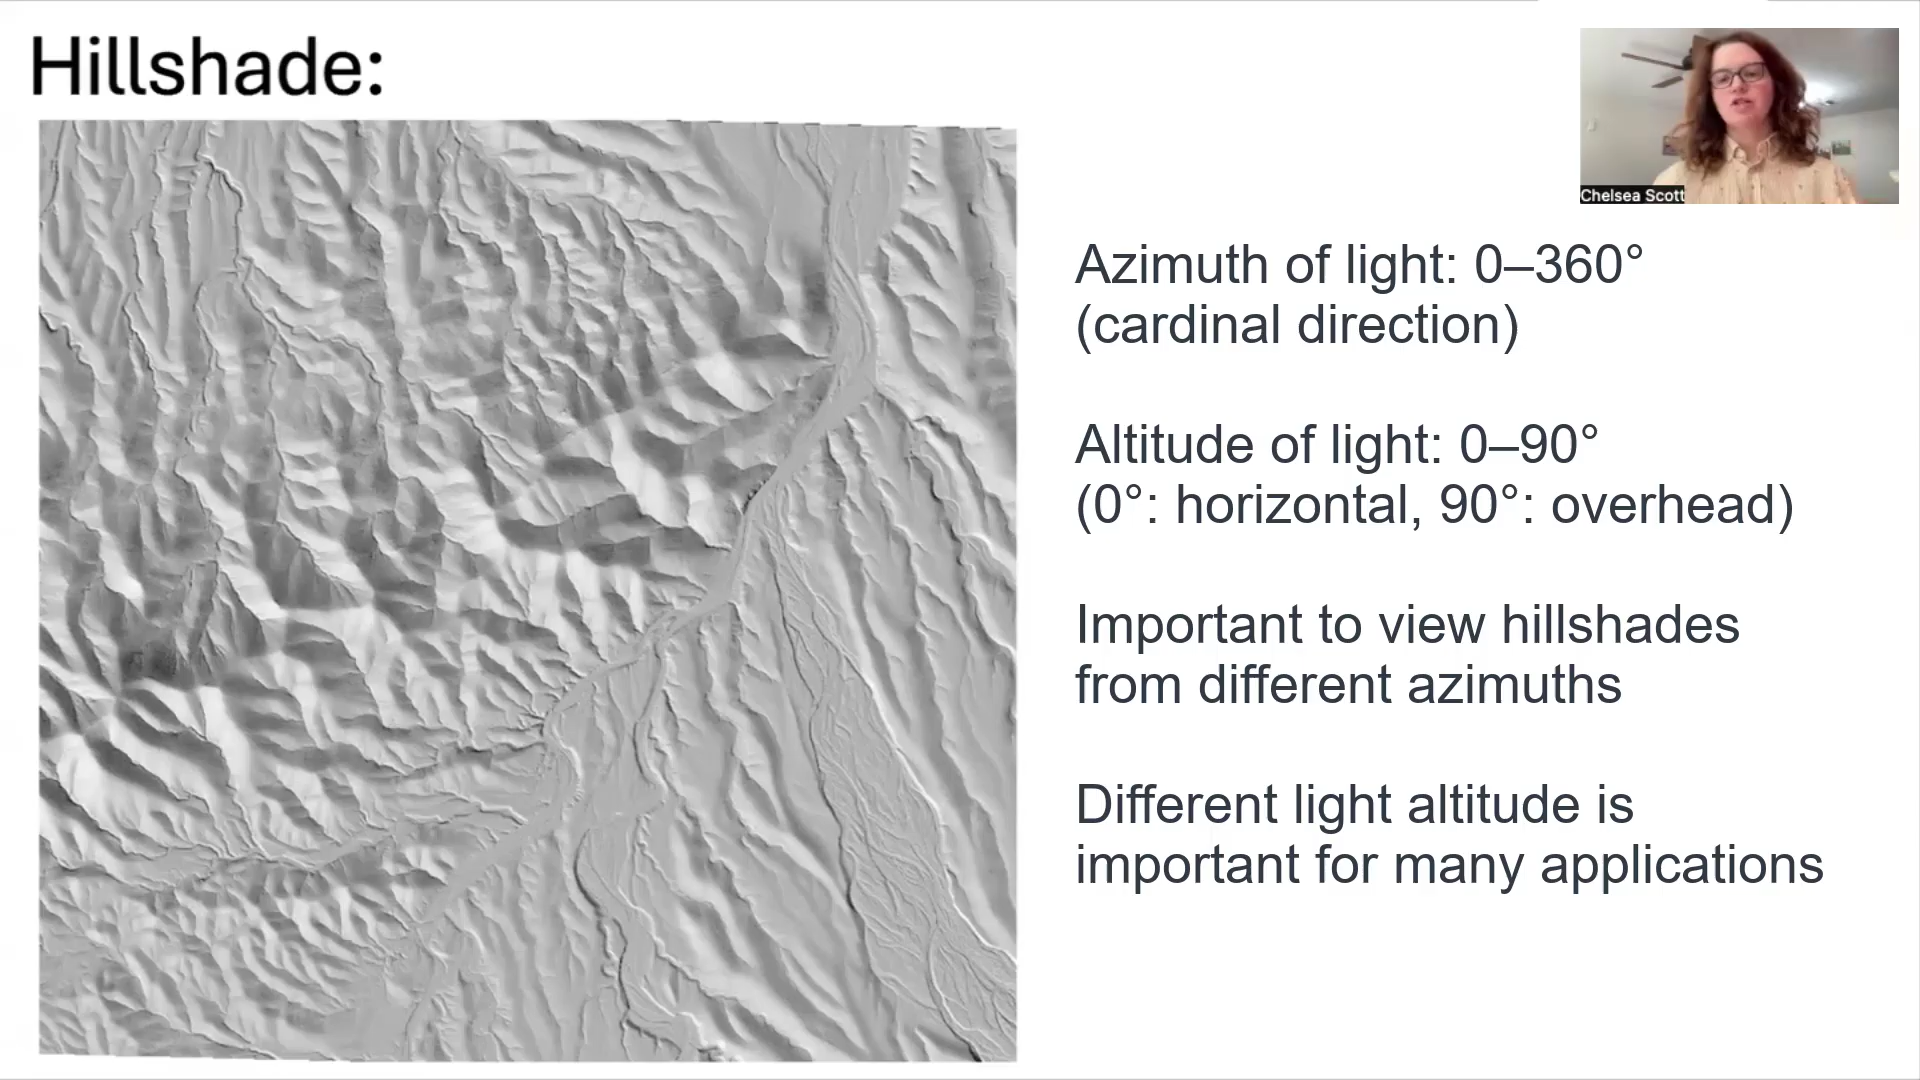 Hillshade:
Chelsea Scott
Azimuth of light: 0–360°
(cardinal direction)
Altitude of light: 0–90°
(0°: horizontal, 90°: overhead)
Important to view hillshades
from different azimuths
Different light altitude is
important for many applications